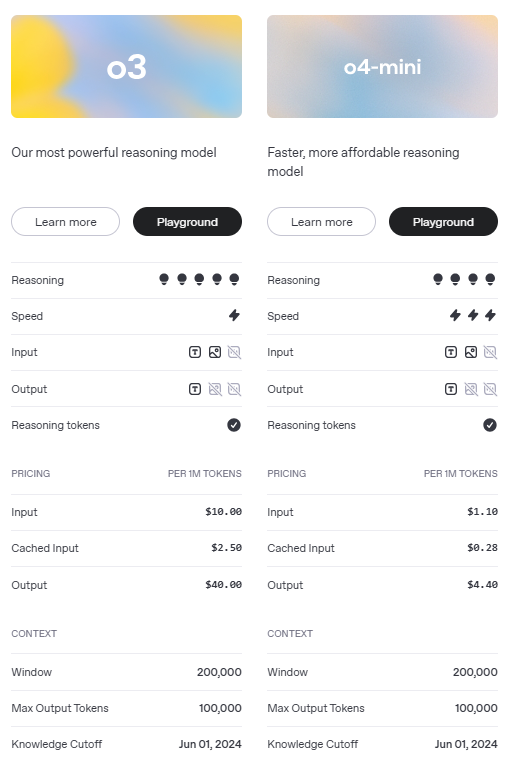 o3
Our most powerful reasoning model
Learn more
Playground
Reasoning
Speed
Input
Output
Reasoning tokens
PRICING PER 1M TOKENS
Input $10.00
Cached Input $2.50
Output $40.00
CONTEXT
Window 200,000
Max Output Tokens 100,000
Knowledge Cutoff Jun 01, 2024
o4-mini
Faster, more affordable reasoning
model
Learn more
Playground
Reasoning
Speed
Input
Output
Reasoning tokens
PRICING PER 1M TOKENS
Input $1.10
Cached Input $0.28
Output $4.40
CONTEXT
Window 200,000
Max Output Tokens 100,000
Knowledge Cutoff Jun 01, 2024